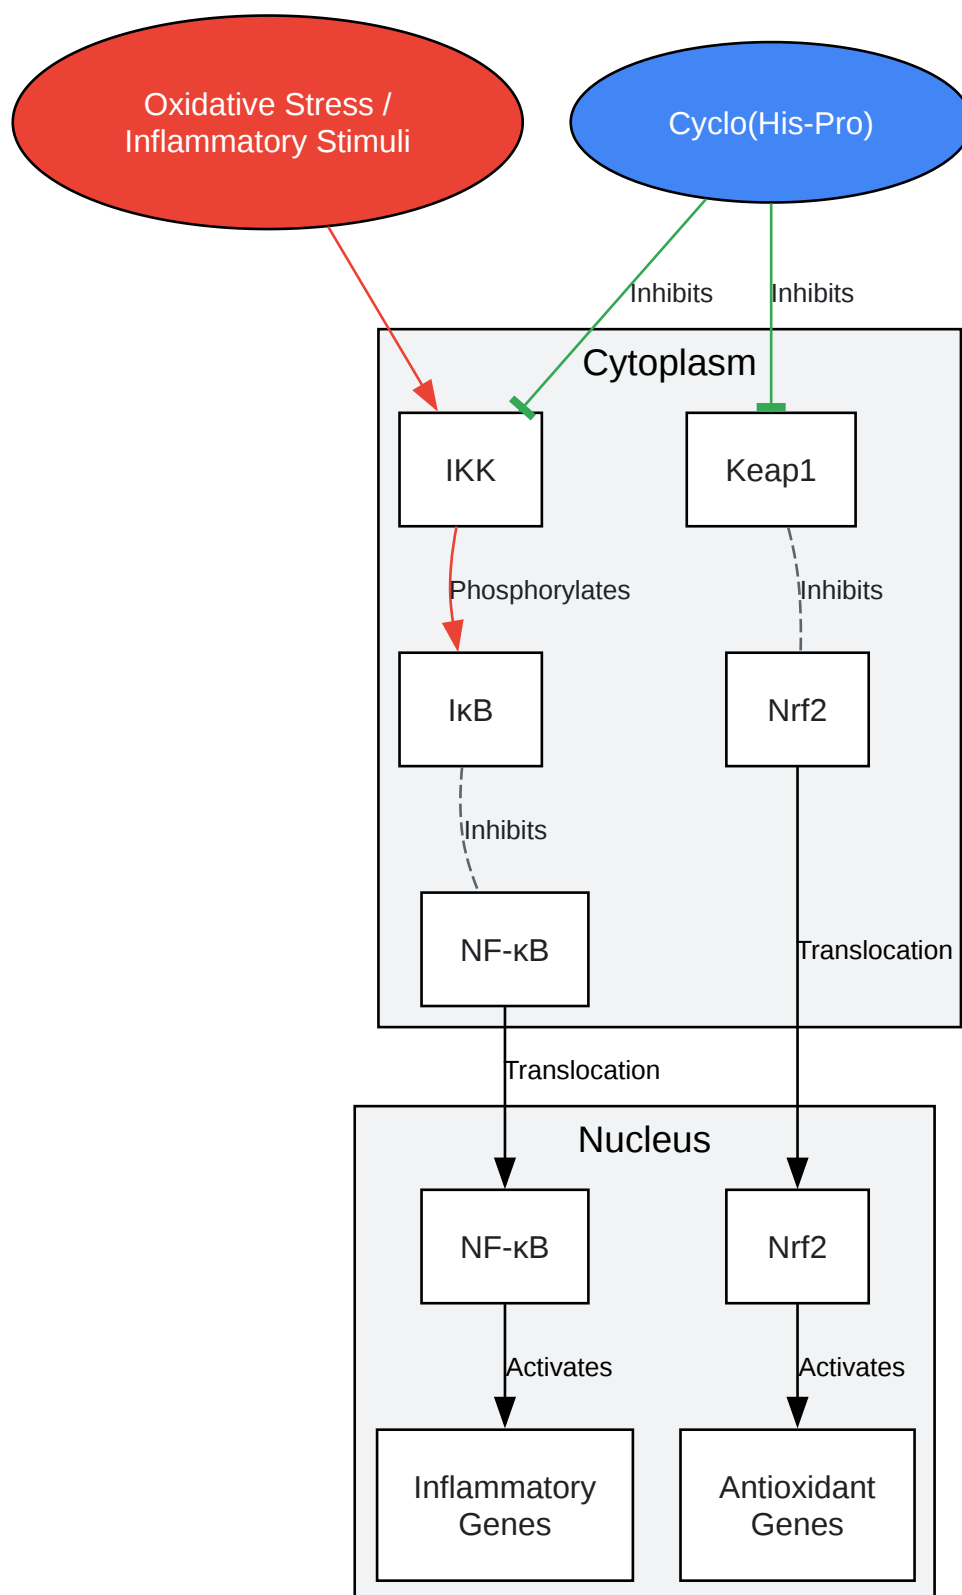 Oxidative Stress /
Inflammatory Stimuli
Cyclo(His-Pro)
Inhibits
Inhibits
Cytoplasm
IKK
Keap1
Phosphorylates
Inhibits
IκB
Nrf2
Inhibits
NF-κB
Translocation
Translocation
Nucleus
NF-κB
Nrf2
Activates
Activates
Inflammatory
Genes
Antioxidant
Genes